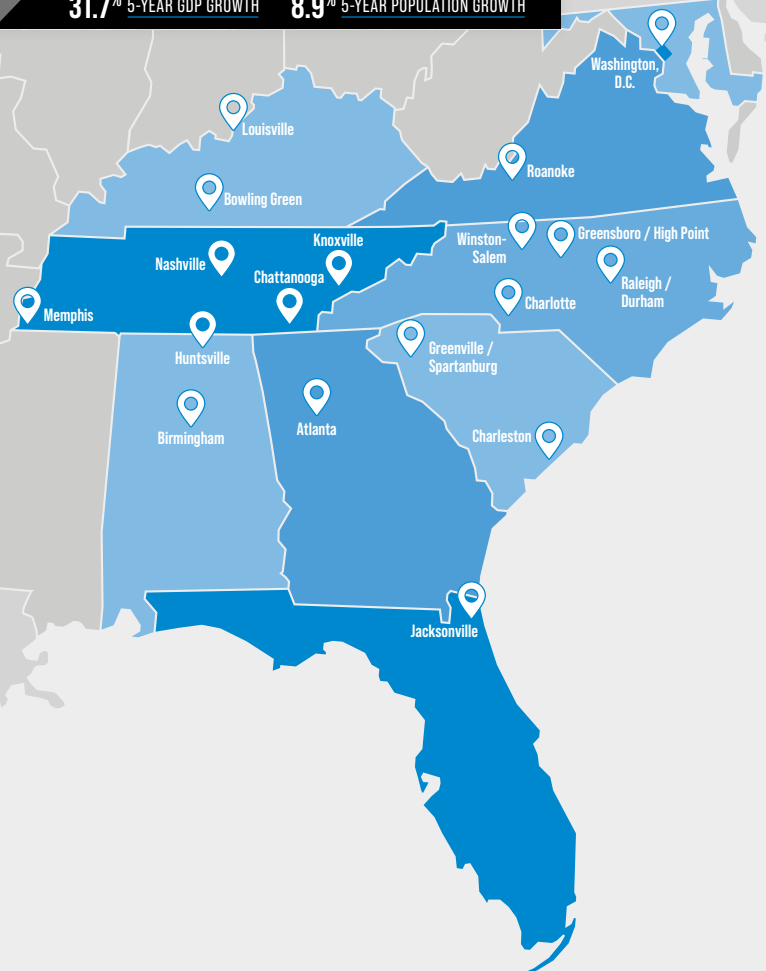 31.7% 5-YEAR GDP GROWTH 8.9% 5-YEAR POPULATION GROWTH
Washington,
D.C.
Louisville
Roanoke
Bowling Green
Knoxville
Winston-
Salem
Greensboro / High Point
Nashville
Chattanooga
Raleigh /
Durham
Charlotte
Memphis
Huntsville
Greenville /
Spartanburg
Atlanta
Birmingham
Charleston
Jacksonville